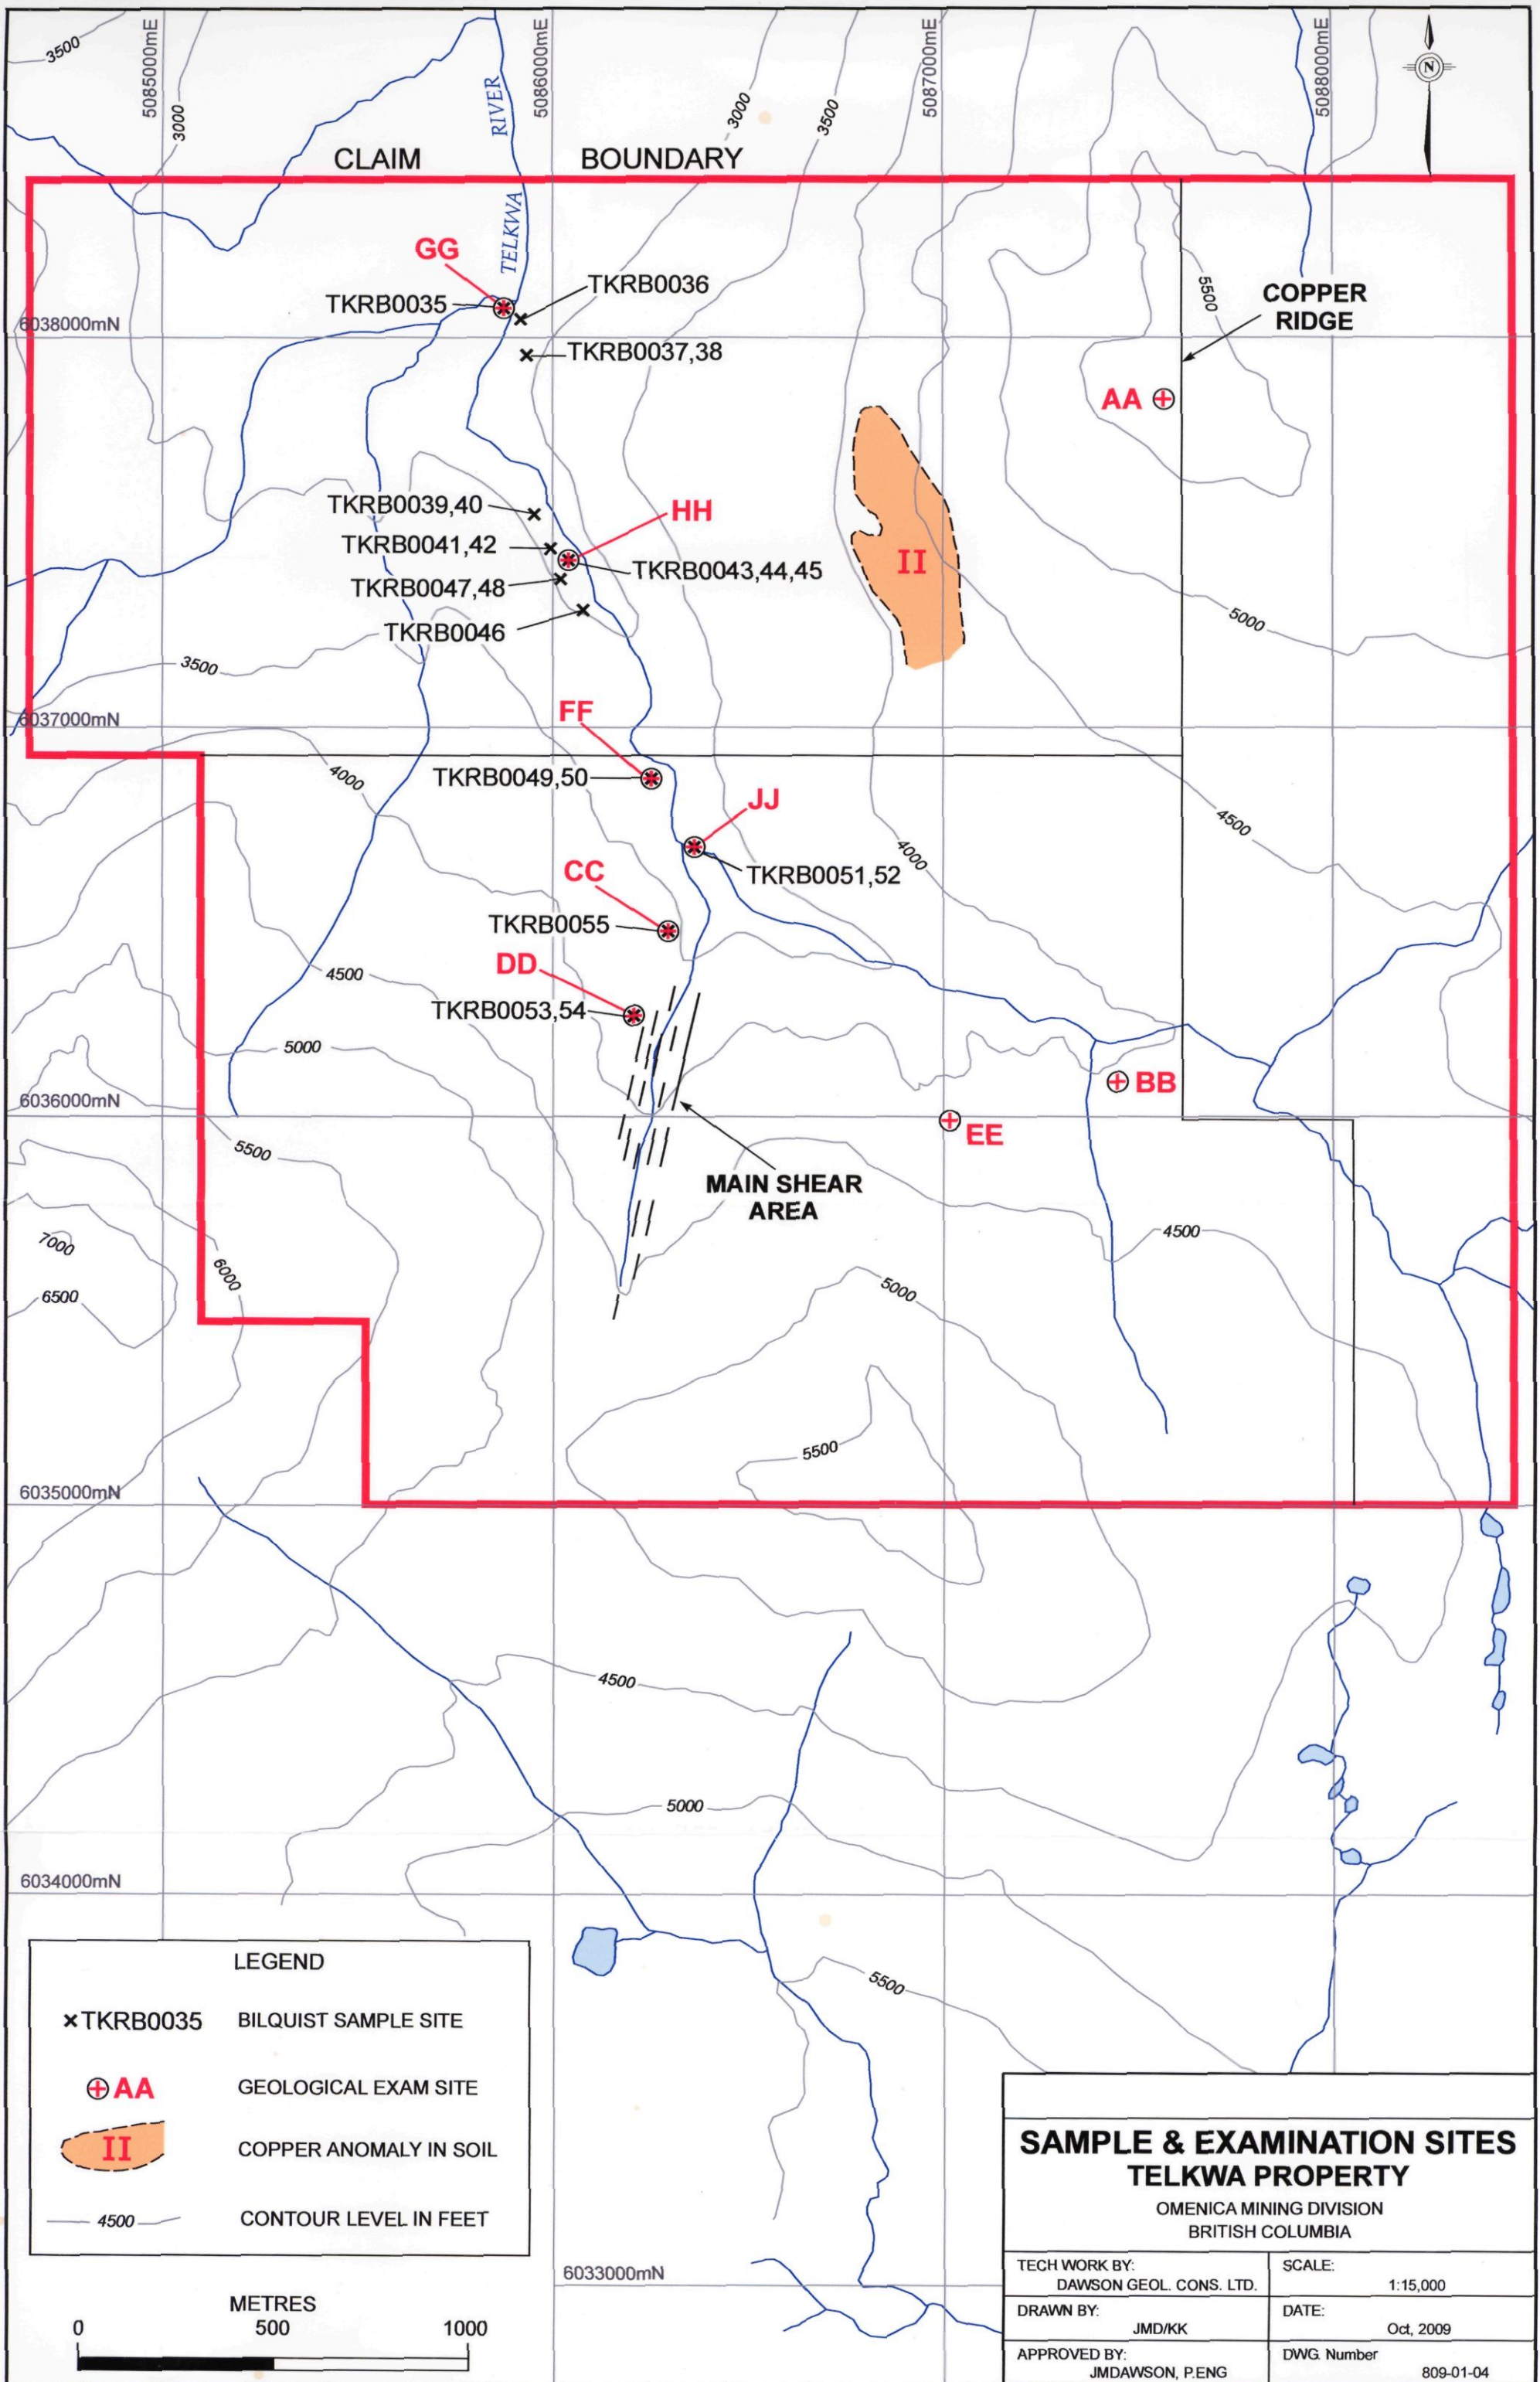 3500
5085000mE
3000
RIVER
5086000mE
3000
3500
5087000mE
5088000mE
N
CLAIM BOUNDARY
TELKWA
GG
TKRB0036
TKRB0035
5500
COPPER
RIDGE
6038000mN
TKRB0037,38
AA
TKRB0039,40
HH
TKRB0041,42
II
TKRB0043,44,45
TKRB0047,48
TKRB0046
5000
3500
FF
6037000mN
4000
TKRB0049,50
JJ
4500
4000
CC
TKRB0051,52
TKRB0055
DD
4500
TKRB0053,54
5000
BB
6036000mN
EE
5500
MAIN SHEAR
AREA
4500
7000
6000
5000
6500
5500
6035000mN
4500
5000
6034000mN
5500
LEGEND
TKRB0035 BILQUIST SAMPLE SITE
AA GEOLOGICAL EXAM SITE
II COPPER ANOMALY IN SOIL
4500 CONTOUR LEVEL IN FEET
6033000mN
METRES
0 500 1000
SAMPLE & EXAMINATION SITES
TELKWA PROPERTY
OMENICA MINING DIVISION
BRITISH COLUMBIA
TECH WORK BY:
DAWSON GEOL. CONS. LTD.
SCALE:
1:15,000
DRAWN BY:
JMD/KK
DATE:
Oct, 2009
APPROVED BY:
JMDAWSON, P.ENG
DWG. Number
809-01-04